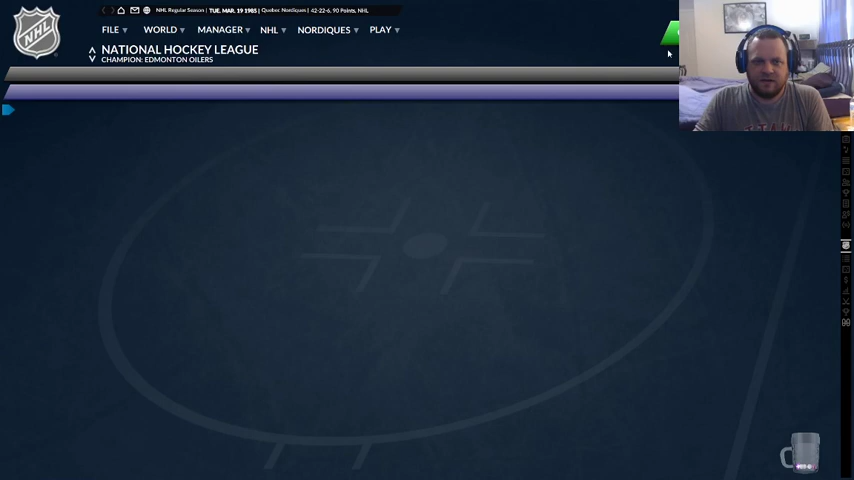 NHL Regular Season | TUE. MAR. 19 1985 | Quebec Nordiques | 42-22-6, 90 Points, NHL
FILE WORLD MANAGER NHL NORDIQUES PLAY
NHL
NATIONAL HOCKEY LEAGUE
CHAMPION: EDMONTON OILERS